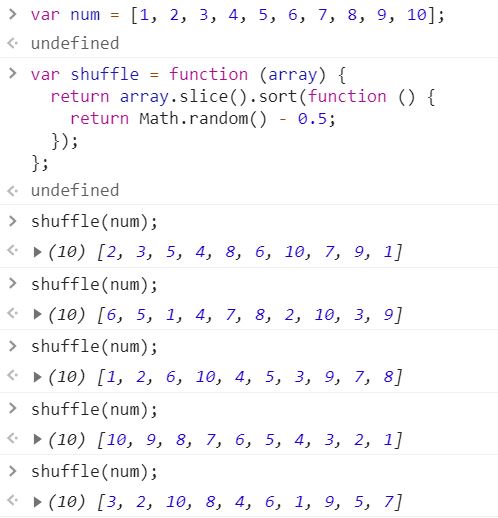 > var num = [1, 2, 3, 4, 5, 6, 7, 8, 9, 10];
< undefined
> var shuffle = function (array) {
    return array.slice().sort(function () {
      return Math.random() - 0.5;
    });
  };
< undefined
> shuffle(num);
< ▶ (10) [2, 3, 5, 4, 8, 6, 10, 7, 9, 1]
> shuffle(num);
< ▶ (10) [6, 5, 1, 4, 7, 8, 2, 10, 3, 9]
> shuffle(num);
< ▶ (10) [1, 2, 6, 10, 4, 5, 3, 9, 7, 8]
> shuffle(num);
< ▶ (10) [10, 9, 8, 7, 6, 5, 4, 3, 2, 1]
> shuffle(num);
< ▶ (10) [3, 2, 10, 8, 4, 6, 1, 9, 5, 7]